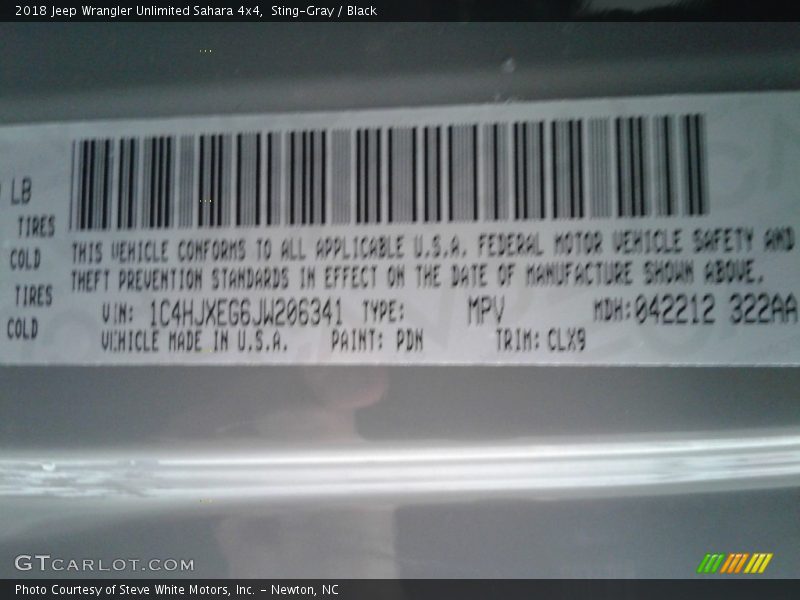 2018 Jeep Wrangler Unlimited Sahara 4x4, Sting-Gray / Black
LB
TIRES
COLD
TIRES
COLD
THIS VEHICLE CONFORMS TO ALL APPLICABLE U.S.A. FEDERAL MOTOR VEHICLE SAFETY AND
THEFT PREVENTION STANDARDS IN EFFECT ON THE DATE OF MANUFACTURE SHOWN ABOVE.
VIN: 1C4HJXEG6JW206341 TYPE: MPV MDH:042212 322AA
VEHICLE MADE IN U.S.A. PAINT: PDN TRIM: CLX9
GTCARLOT.COM
Photo Courtesy of Steve White Motors, Inc. - Newton, NC